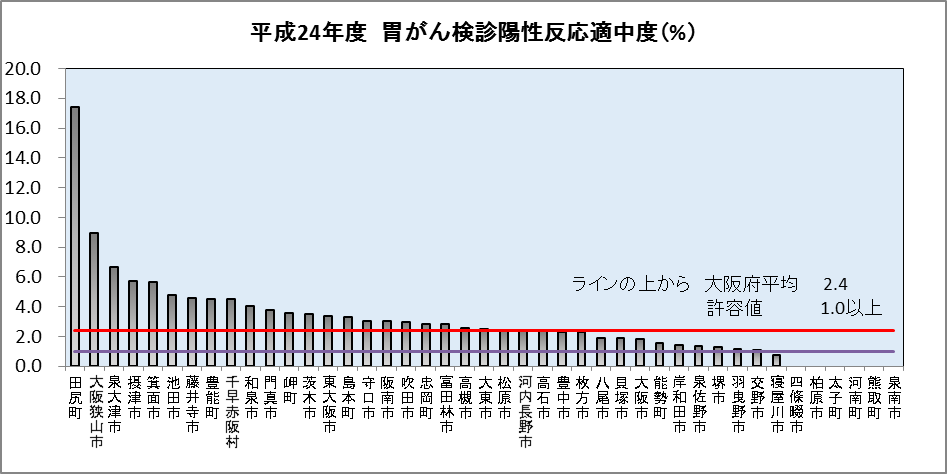 平成24年度　胃がん検診陽性反応適中度(%)
20.0
18.0
16.0
14.0
12.0
10.0
8.0
6.0
4.0
2.0
0.0
ラインの上から　大阪府平均　2.4
許容値　1.0以上
田尻町
大阪狭山市
泉大津市
摂津市
箕面市
池田市
藤井寺市
豊能町
千早赤阪村
和泉市
門真市
岬町
茨木市
東大阪市
島本町
守口市
阪南市
吹田市
忠岡町
富田林市
高槻市
大東市
松原市
河内長野市
高石市
豊中市
枚方市
八尾市
貝塚市
大阪市
能勢町
岸和田市
泉佐野市
堺市
羽曳野市
交野市
寝屋川市
四條畷市
柏原市
太子町
河南町
熊取町
泉南市